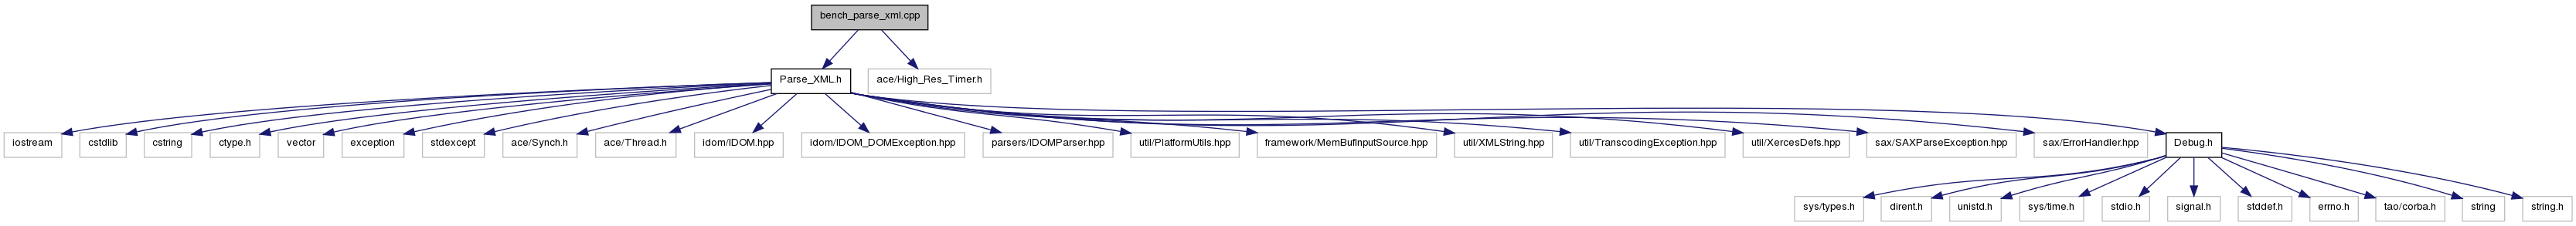 bench_parse_xml.cpp
Parse_XML.h
ace/High_Res_Timer.h
iostream
cstdlib
cstring
ctype.h
vector
exception
stdexcept
ace/Synch.h
ace/Thread.h
idom/IDOM.hpp
idom/IDOM_DOMException.hpp
parsers/IDOMParser.hpp
util/PlatformUtils.hpp
framework/MemBufInputSource.hpp
util/XMLString.hpp
util/TranscodingException.hpp
util/XercesDefs.hpp
sax/SAXParseException.hpp
sax/ErrorHandler.hpp
Debug.h
sys/types.h
dirent.h
unistd.h
sys/time.h
stdio.h
signal.h
stddef.h
errno.h
tao/corba.h
string
string.h